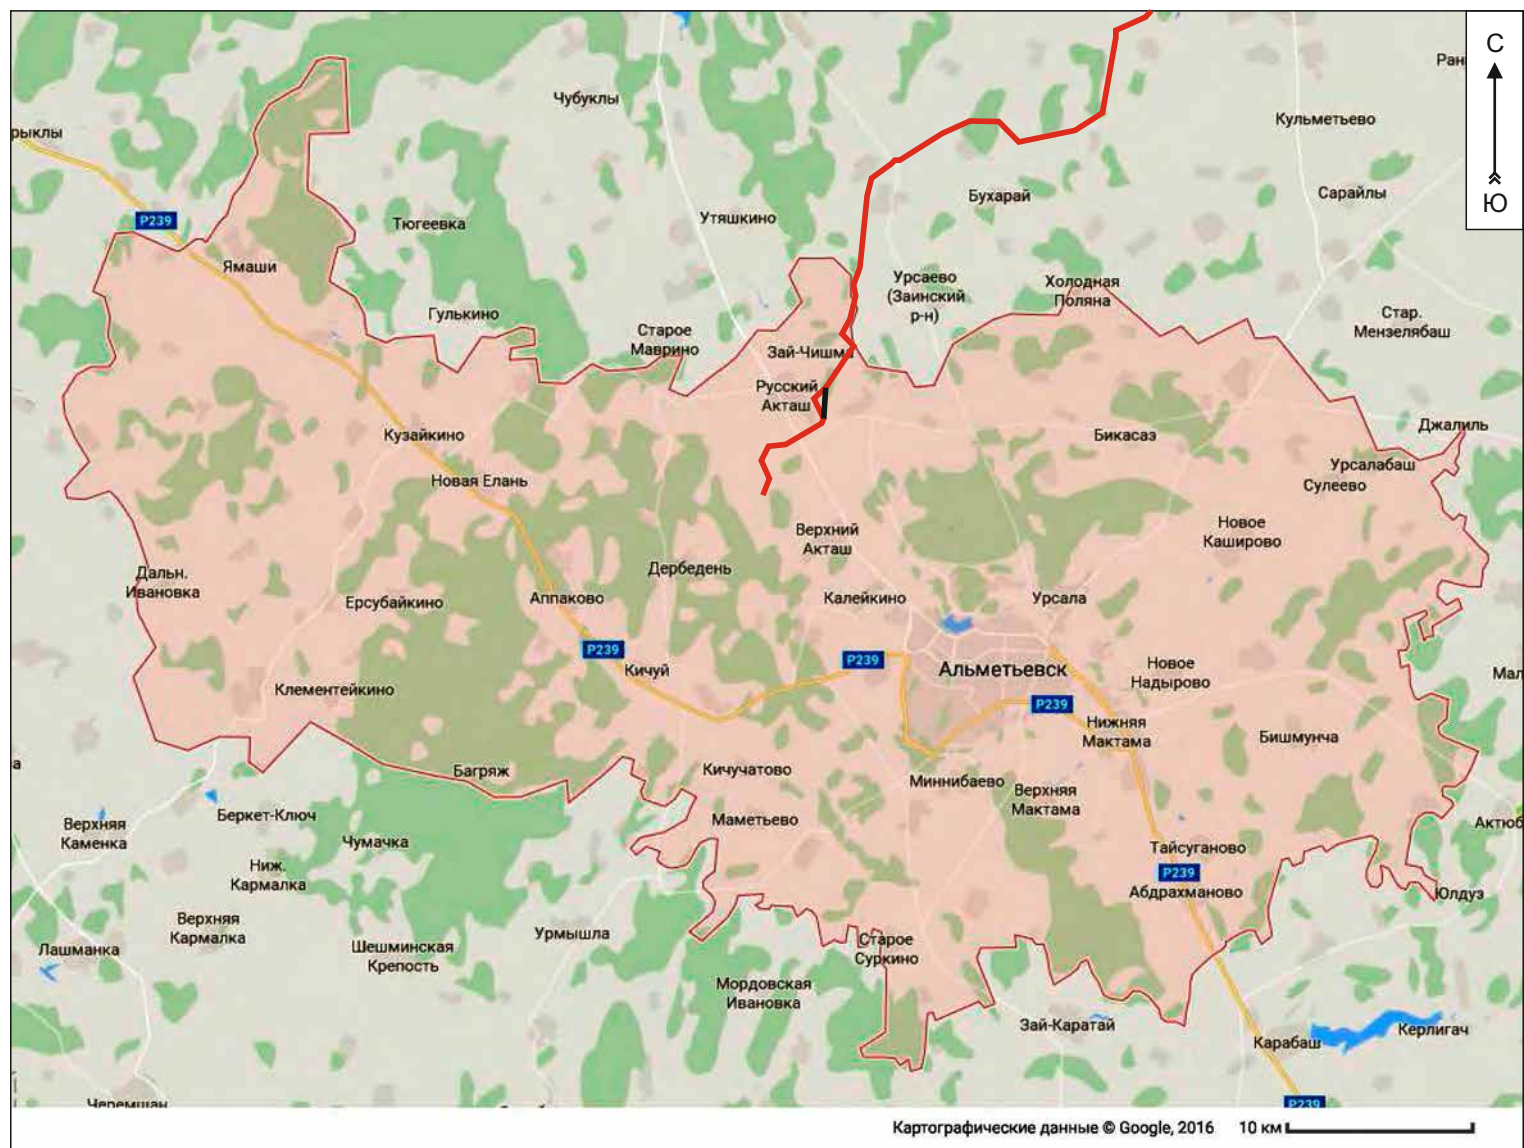 С
Ран
Чубуклы
Кульметьево
рыклы
Сарайлы
Бухарай
Ю
Р239
Тюгеевка
Утяшкино
Ямаши
Урсаево
(Заинский
р-н)
Холодная
Поляна
Гулькино
Стар.
Мензелябаш
Старое
Маврино
Зай-Чишма
Русский
Акташ
Джалиль
Кузайкино
Бикасаз
Урсалабаш
Сулеево
Новая Елань
Верхний
Акташ
Новое
Каширово
Дербедень
Дальн.
Ивановка
Ерсубайкино
Аппаково
Калейкино
Урсала
Р239
Р239
Кичуй
Альметьевск
Новое
Надырово
Мал
Клементейкино
Р239
Нижняя
Мактама
Бишмунча
а
Багряж
Кичучатово
Миннибаево
Верхняя
Мактама
Беркет-Ключ
Маметьево
Верхняя
Каменка
Актюб
Чумачка
Тайсуганово
Ниж.
Кармалка
Р239
Абдрахманово
Юлдуз
Верхняя
Кармалка
Урмышла
Лашманка
Шешминская
Крепость
Старое
Суркино
Мордовская
Ивановка
Зай-Каратай
Керлигач
Карабаш
Черемшан
Р239
Картографические данные © Google, 2016
10 км